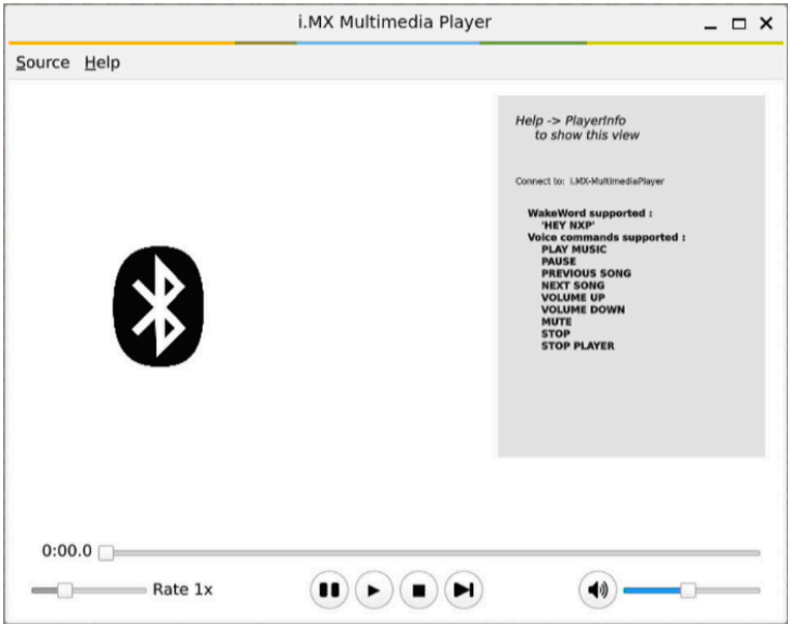 i.MX Multimedia Player
Source Help
Help -> PlayerInfo
to show this view
Connect to: i.MX-MultimediaPlayer
WakeWord supported :
'HEY NXP'
Voice commands supported :
PLAY MUSIC
PAUSE
PREVIOUS SONG
NEXT SONG
VOLUME UP
VOLUME DOWN
MUTE
STOP
STOP PLAYER
0:00.0
Rate 1x